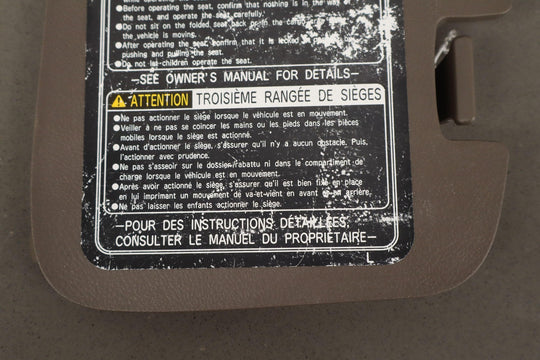 ●Before operating the seat, confirm that nothing is in the way of
the seat, and operate the seat carefully.
●Do not sit on the folded seat back or in the cargo
the vehicle is moving.
●After operating the seat, confirm that it is locked
pushing and pulling the seat.
●Do not let children operate the seat.
—SEE OWNER'S MANUAL FOR DETAILS—
ATTENTION TROISIÈME RANGÉE DE SIÈGES
●Ne pas actionner le siège lorsque le véhicule est en mouvement.
●Veiller à ne pas se coincer les mains ou les pieds dans les pièces
mobiles lorsque le siège est actionné.
●Avant d'actionner le siège, s'assurer qu'il n'y a aucun obstacle. Puis,
l'actionner avec prudence.
●Ne pas s'asseoir sur le dossier rabattu ni dans le compartiment de
charge lorsque le véhicule est en mouvement.
●Après avoir actionné le siège, s'assurer qu'il est bien fixé en place
en lui imprimant un mouvement de va-et-vient en avant et en arrière.
●Ne pas laisser les enfants actionner le siège.
—POUR DES INSTRUCTIONS DÉTAILLÉES,
CONSULTER LE MANUEL DU PROPRIÉTAIRE—
L